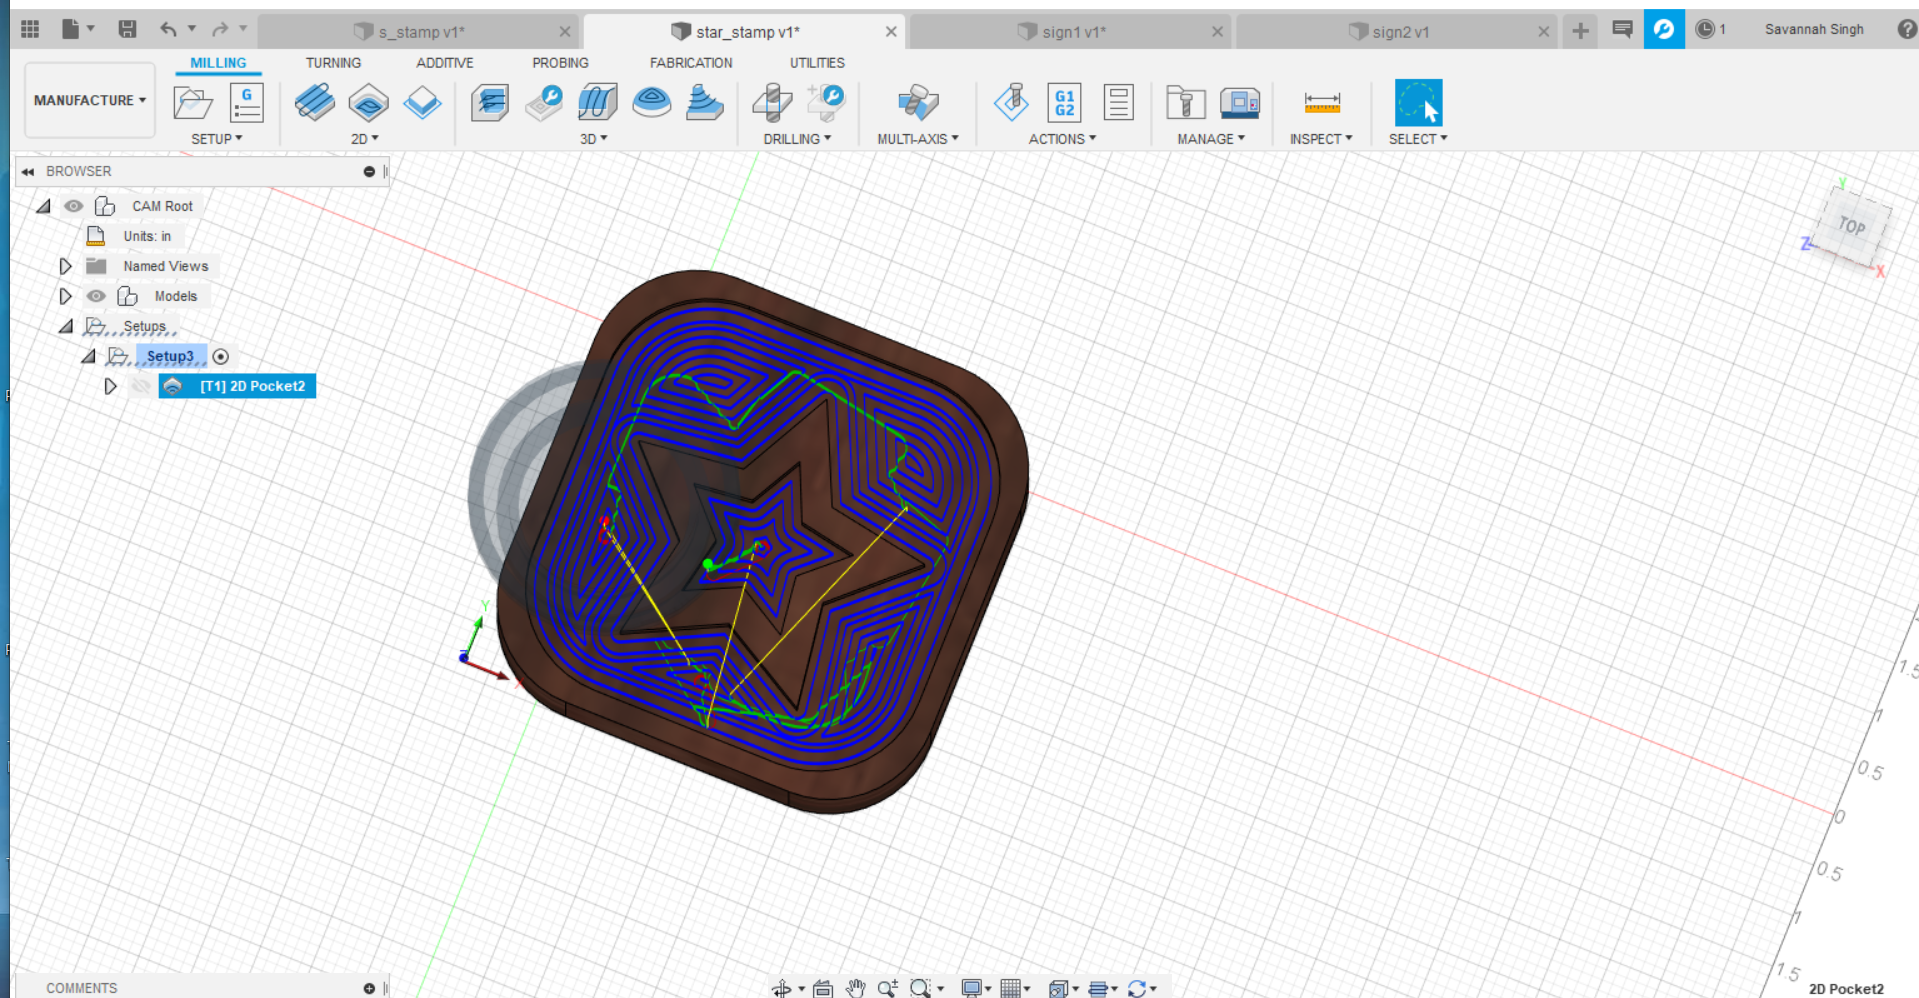 s_stamp v1*
star_stamp v1*
sign1 v1*
sign2 v1
1
Savannah Singh
MILLING
TURNING
ADDITIVE
PROBING
FABRICATION
UTILITIES
MANUFACTURE
G
G1
G2
SETUP
2D
3D
DRILLING
MULTI-AXIS
ACTIONS
MANAGE
INSPECT
SELECT
BROWSER
CAM Root
Units: in
Named Views
Models
Setups
Setup3
[T1] 2D Pocket2
Y
TOP
Z
X
Y
Z
X
1.5
1
0.5
0
0.5
1
1.5
COMMENTS
2D Pocket2